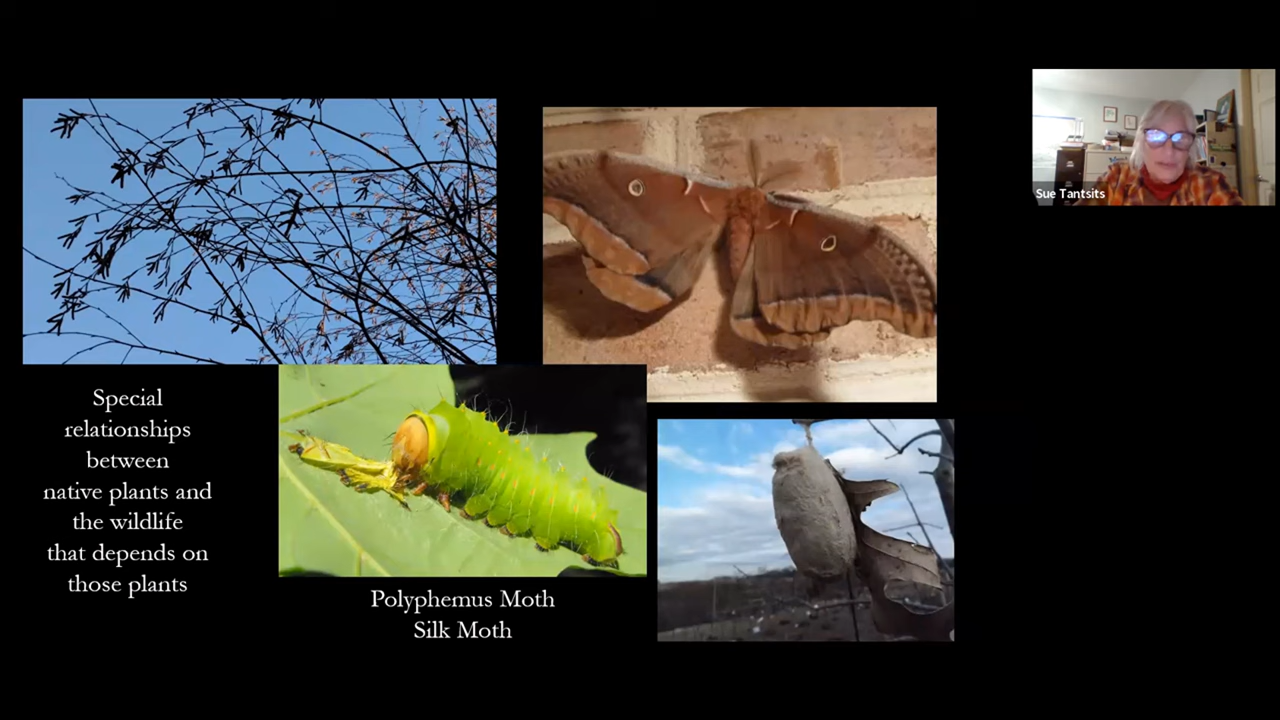 Special
relationships
between
native plants and
the wildlife
that depends on
those plants
Polyphemus Moth
Silk Moth
Sue Tantsits